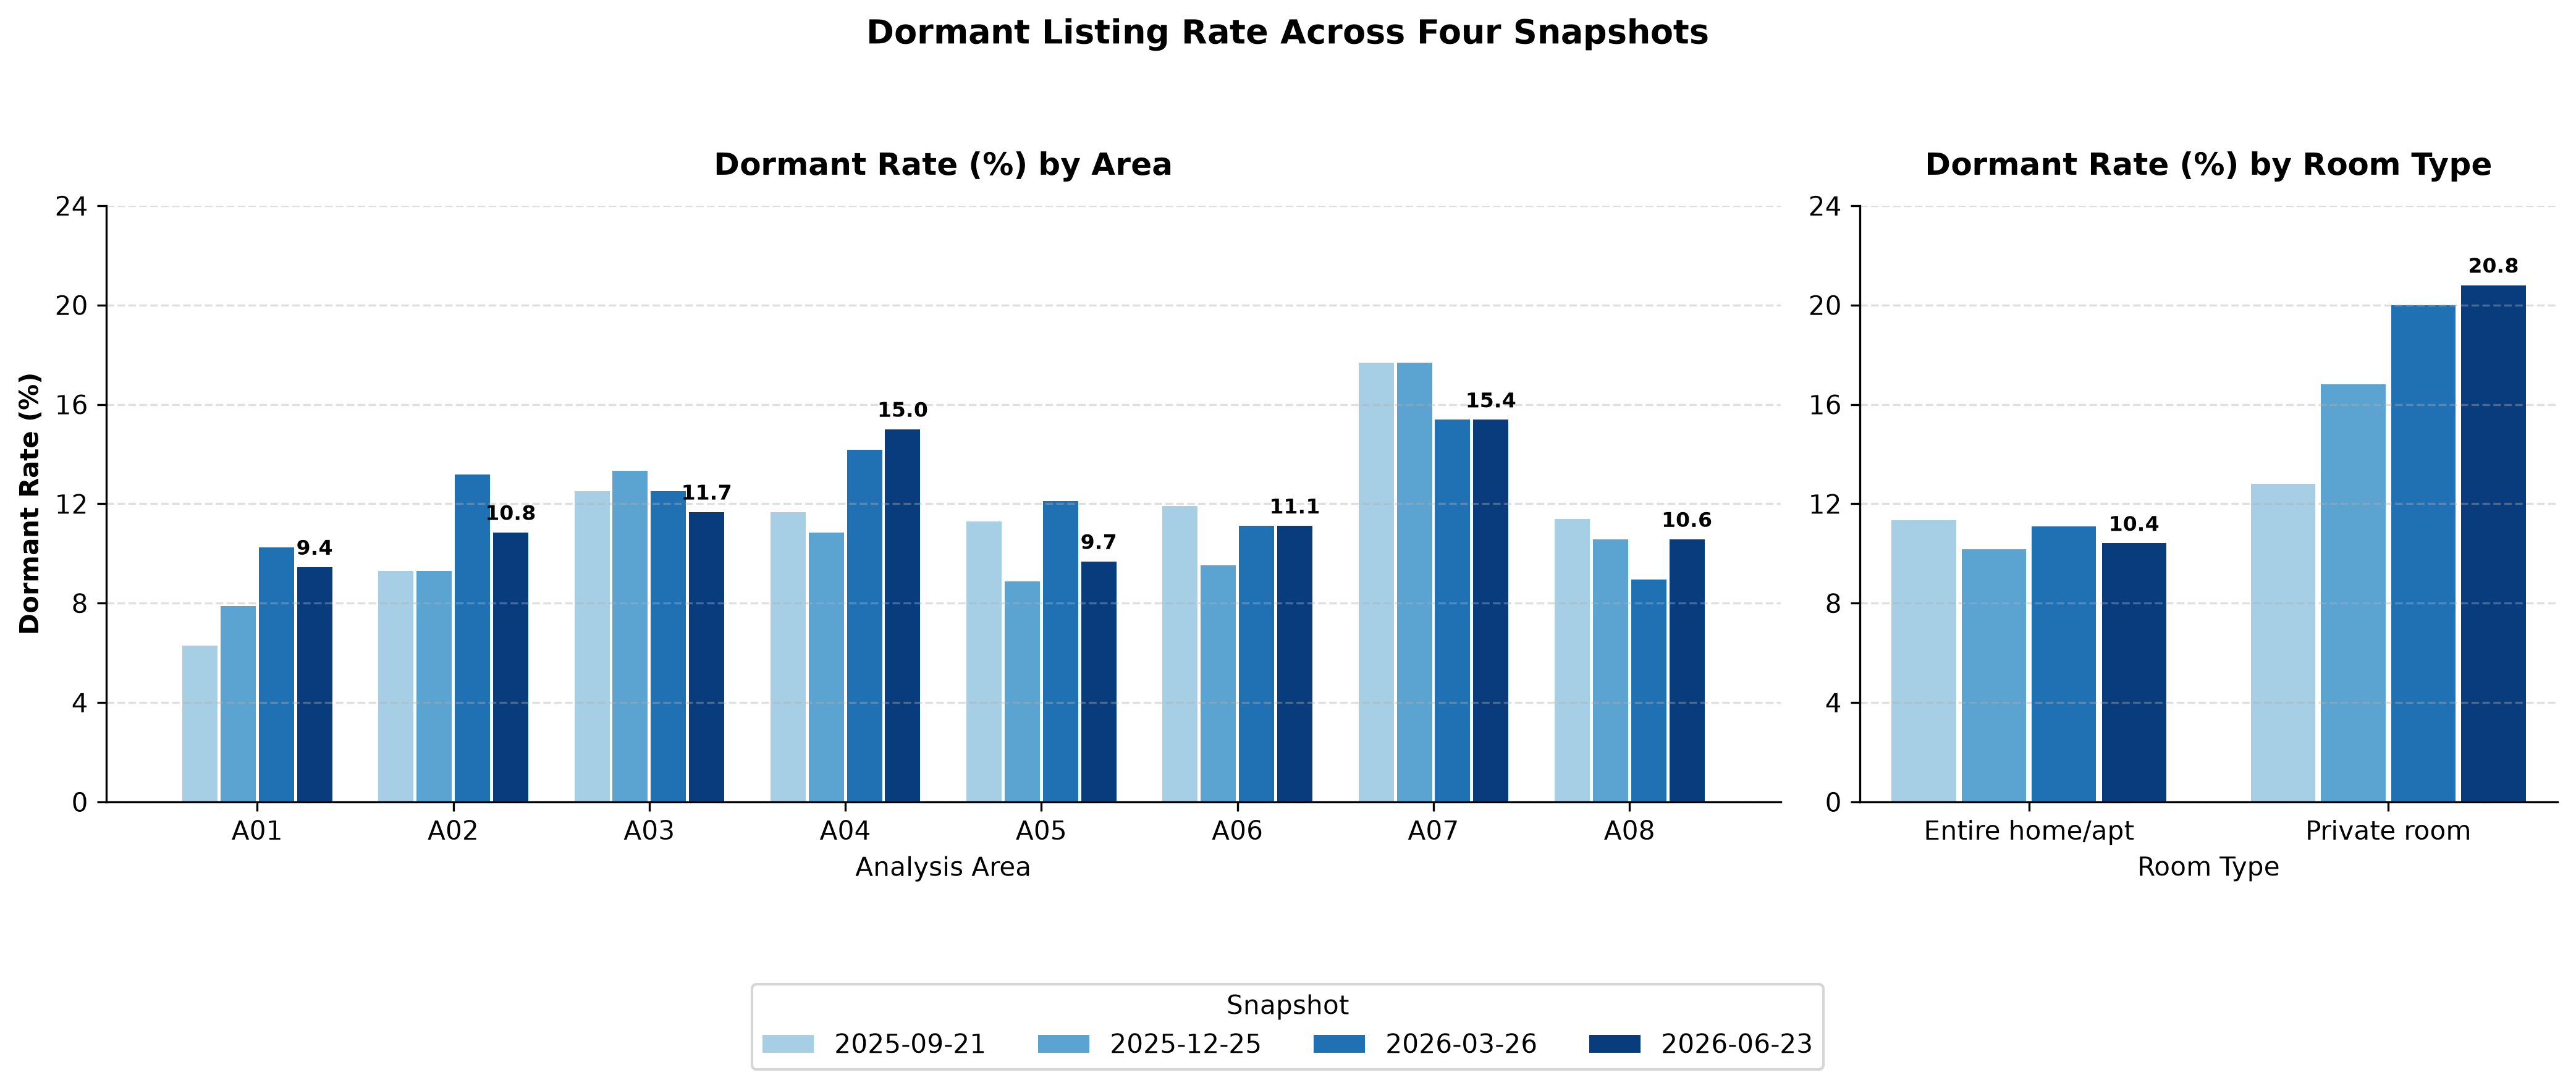 Dormant Listing Rate Across Four Snapshots
Dormant Rate (%) by Area
Dormant Rate (%)
24
20
16
12
8
4
0
9.4
10.8
11.7
15.0
9.7
11.1
15.4
10.6
A01 A02 A03 A04 A05 A06 A07 A08
Analysis Area
Dormant Rate (%) by Room Type
24
20
16
12
8
4
0
10.4
20.8
Entire home/apt Private room
Room Type
Snapshot
2025-09-21 2025-12-25 2026-03-26 2026-06-23